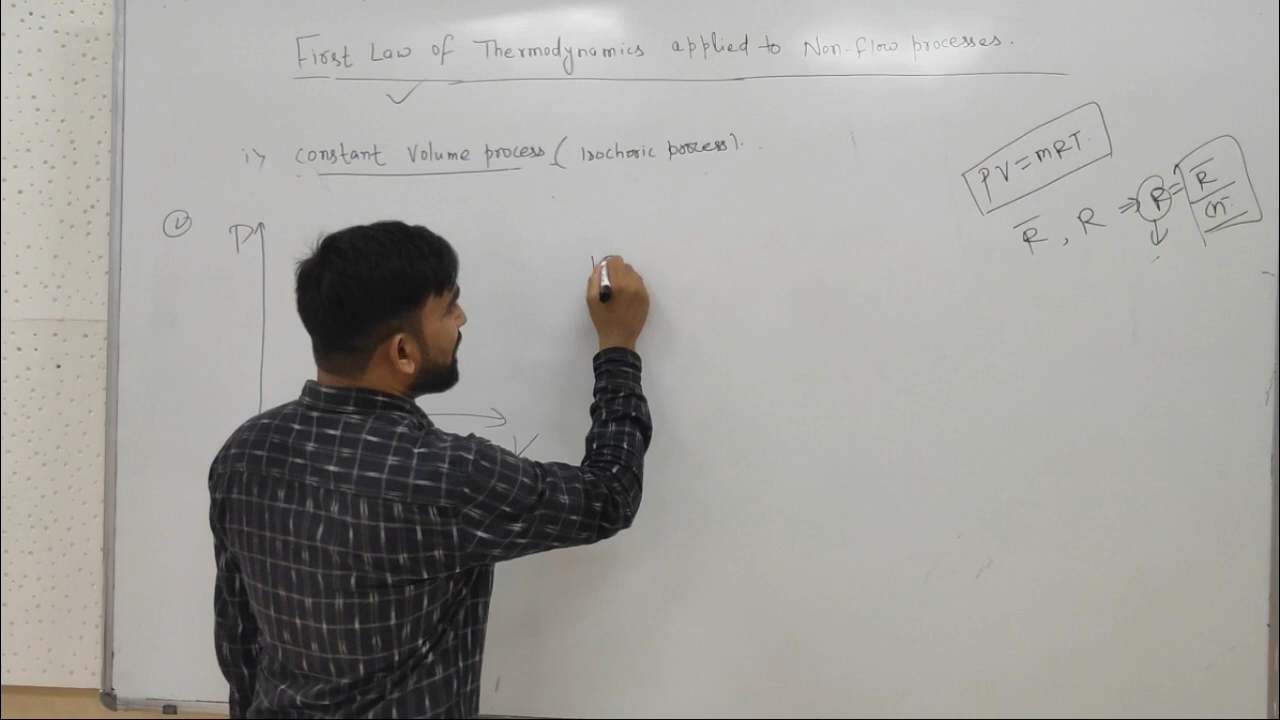 First Law of Thermodynamics applied to Non-flow processes.
i> constant Volume process ( Isochoric process).
PV=mRT.
R̅ , R ⇒ R = R̅/m
P
V